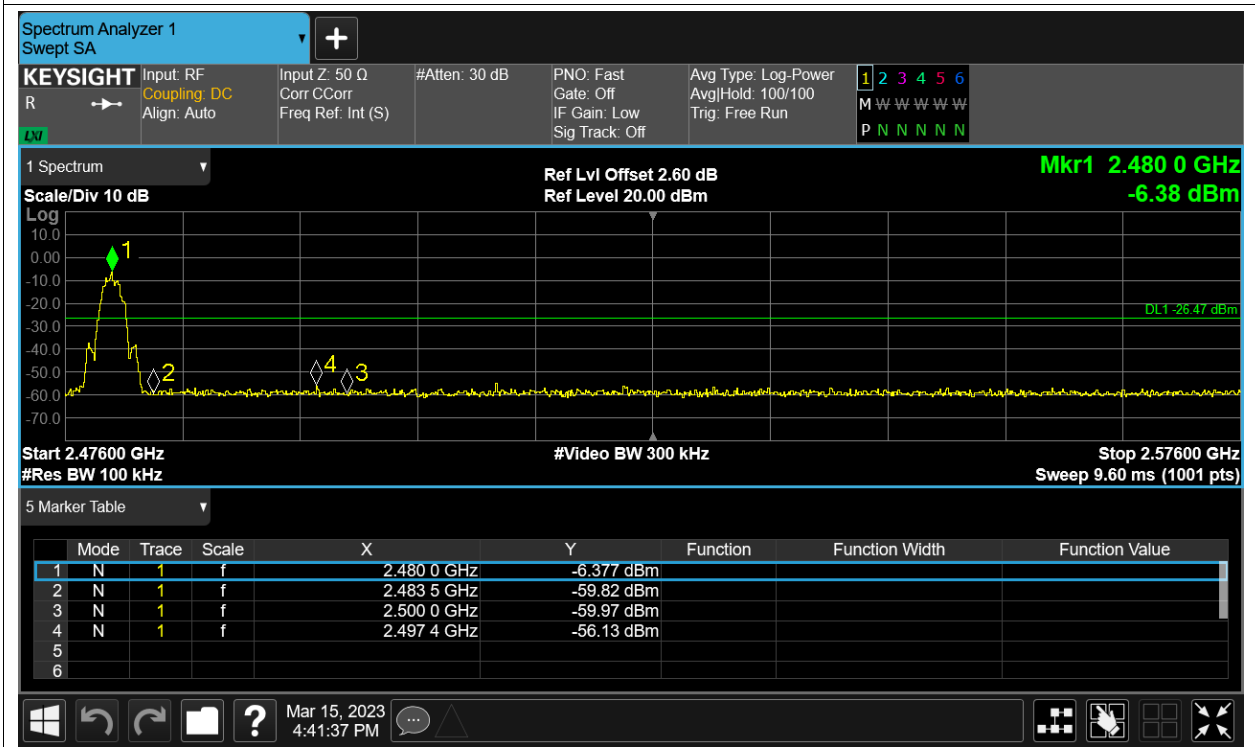 Spectrum Analyzer 1
Swept SA
+
KEYSIGHT Input: RF Input Z: 50 Ω #Atten: 30 dB PNO: Fast Avg Type: Log-Power 1 2 3 4 5 6
R Coupling: DC Corr CCorr Gate: Off Avg|Hold: 100/100 M W W W W W W
Align: Auto Freq Ref: Int (S) IF Gain: Low Trig: Free Run
LXI Sig Track: Off P N N N N N
1 Spectrum Ref Lvl Offset 2.60 dB Mkr1 2.480 0 GHz
Scale/Div 10 dB Ref Level 20.00 dBm -6.38 dBm
Log
10.0
0.00 1
-10.0
-20.0
DL1 -26.47 dBm
-30.0
-40.0
-50.0 2 4 3
-60.0
-70.0
Start 2.47600 GHz #Video BW 300 kHz Stop 2.57600 GHz
#Res BW 100 kHz Sweep 9.60 ms (1001 pts)
5 Marker Table
Mode Trace Scale X Y Function Function Width Function Value
1 N 1 f 2.480 0 GHz -6.377 dBm
2 N 1 f 2.483 5 GHz -59.82 dBm
3 N 1 f 2.500 0 GHz -59.97 dBm
4 N 1 f 2.497 4 GHz -56.13 dBm
5
6
? Mar 15, 2023
4:41:37 PM